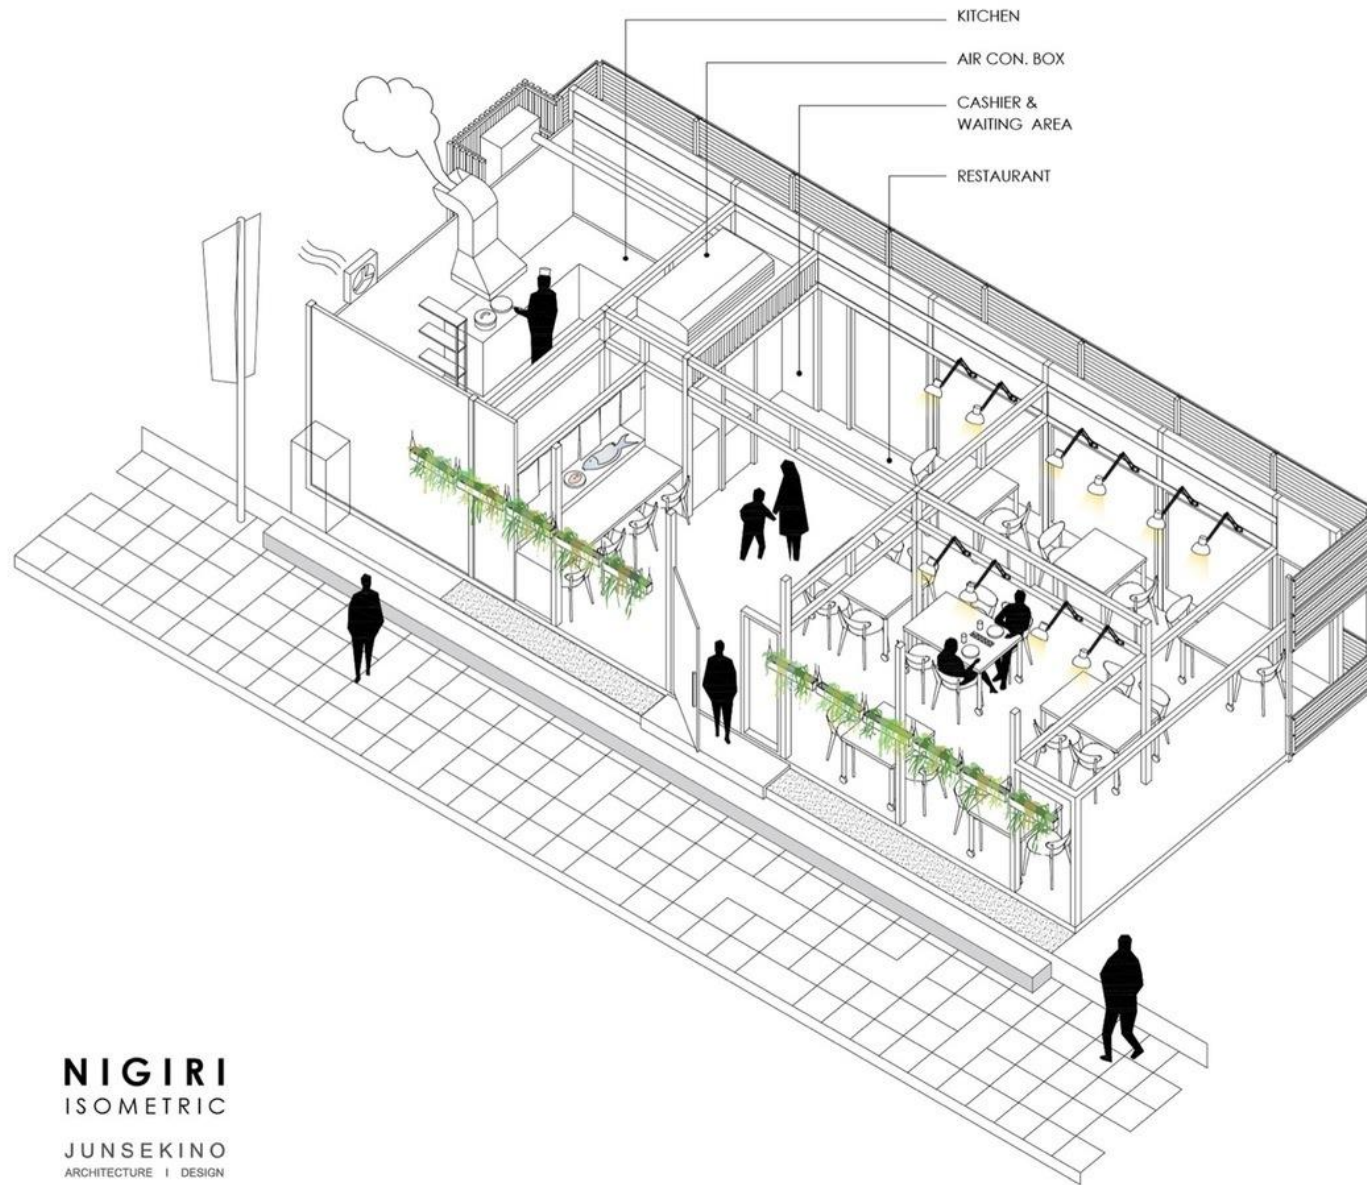 KITCHEN
AIR CON. BOX
CASHIER &
WAITING AREA
RESTAURANT
NIGIRI
ISOMETRIC
JUNSEKINO
ARCHITECTURE I DESIGN